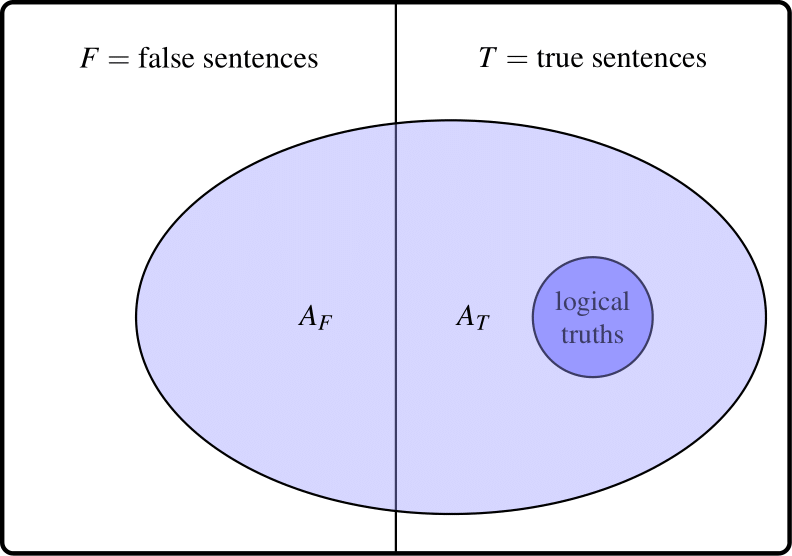 F = false sentences
T = true sentences
A_F
A_T
logical
truths